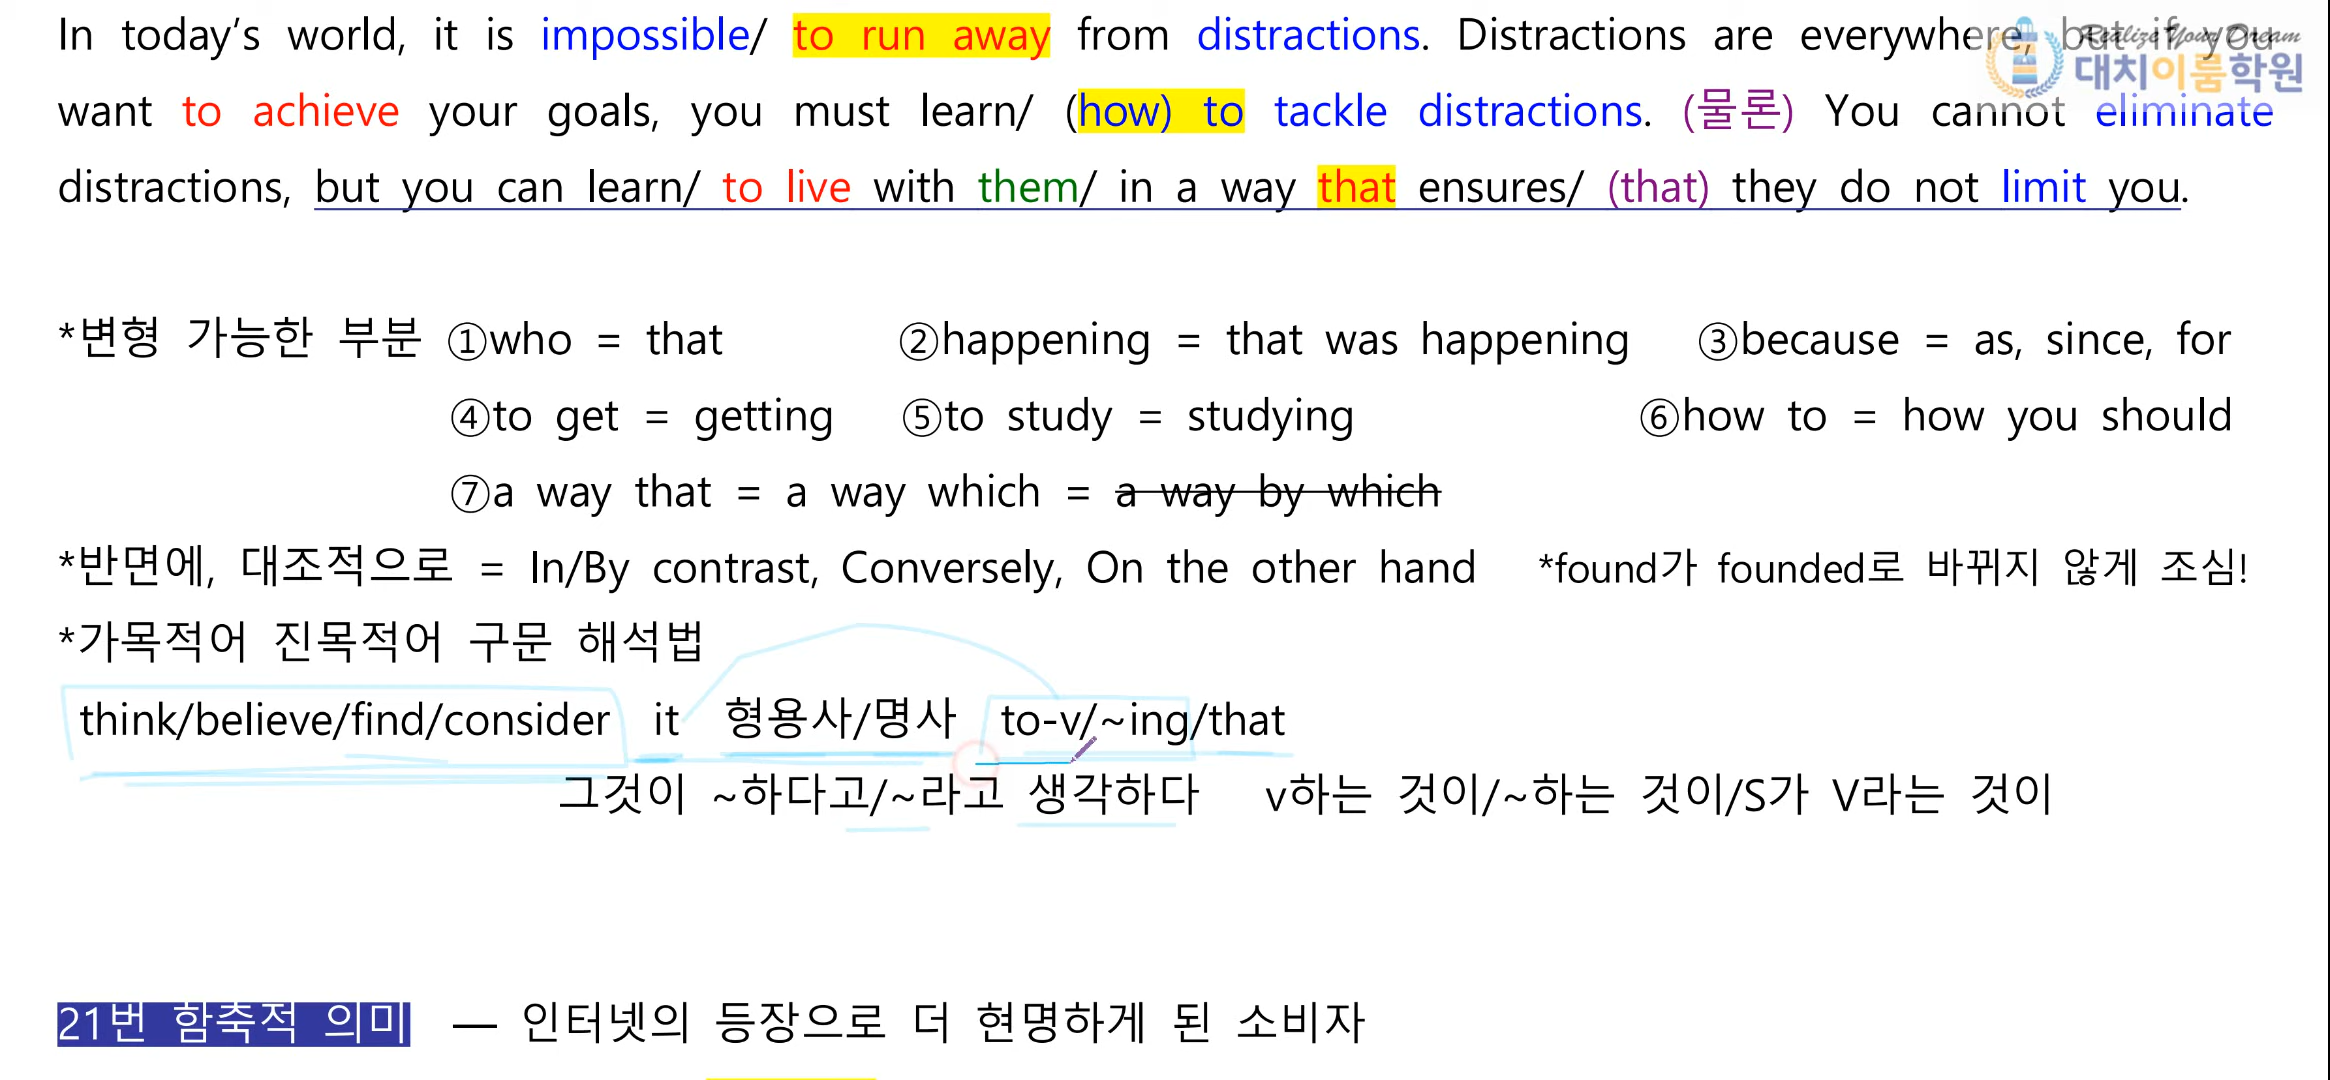 In today's world, it is impossible/ to run away from distractions. Distractions are everywhere, but if you
Realize Your Dream
대치이룸학원
want to achieve your goals, you must learn/ (how) to tackle distractions. (물론) You cannot eliminate
distractions, but you can learn/ to live with them/ in a way that ensures/ (that) they do not limit you.
*변형 가능한 부분 ①who = that ②happening = that was happening ③because = as, since, for
④to get = getting ⑤to study = studying ⑥how to = how you should
⑦a way that = a way which = a way by which
*반면에, 대조적으로 = In/By contrast, Conversely, On the other hand *found가 founded로 바뀌지 않게 조심!
*가목적어 진목적어 구문 해석법
think/believe/find/consider it 형용사/명사 to-v/~ing/that
그것이 ~하다고/~라고 생각하다 v하는 것이/~하는 것이/S가 V라는 것이
21번 함축적 의미 — 인터넷의 등장으로 더 현명하게 된 소비자